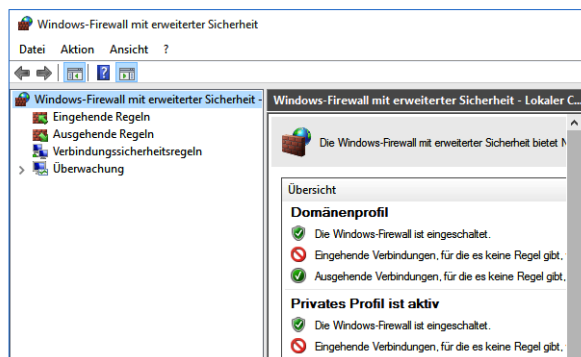 Windows-Firewall mit erweiterter Sicherheit
Datei Aktion Ansicht ?
Windows-Firewall mit erweiterter Sicherheit -
Eingehende Regeln
Ausgehende Regeln
Verbindungssicherheitsregeln
Überwachung
Windows-Firewall mit erweiterter Sicherheit - Lokaler C...
Die Windows-Firewall mit erweiterter Sicherheit bietet N
Übersicht
Domänenprofil
Die Windows-Firewall ist eingeschaltet.
Eingehende Verbindungen, für die es keine Regel gibt,
Ausgehende Verbindungen, für die es keine Regel gibt,
Privates Profil ist aktiv
Die Windows-Firewall ist eingeschaltet.
Eingehende Verbindungen, für die es keine Regel gibt,